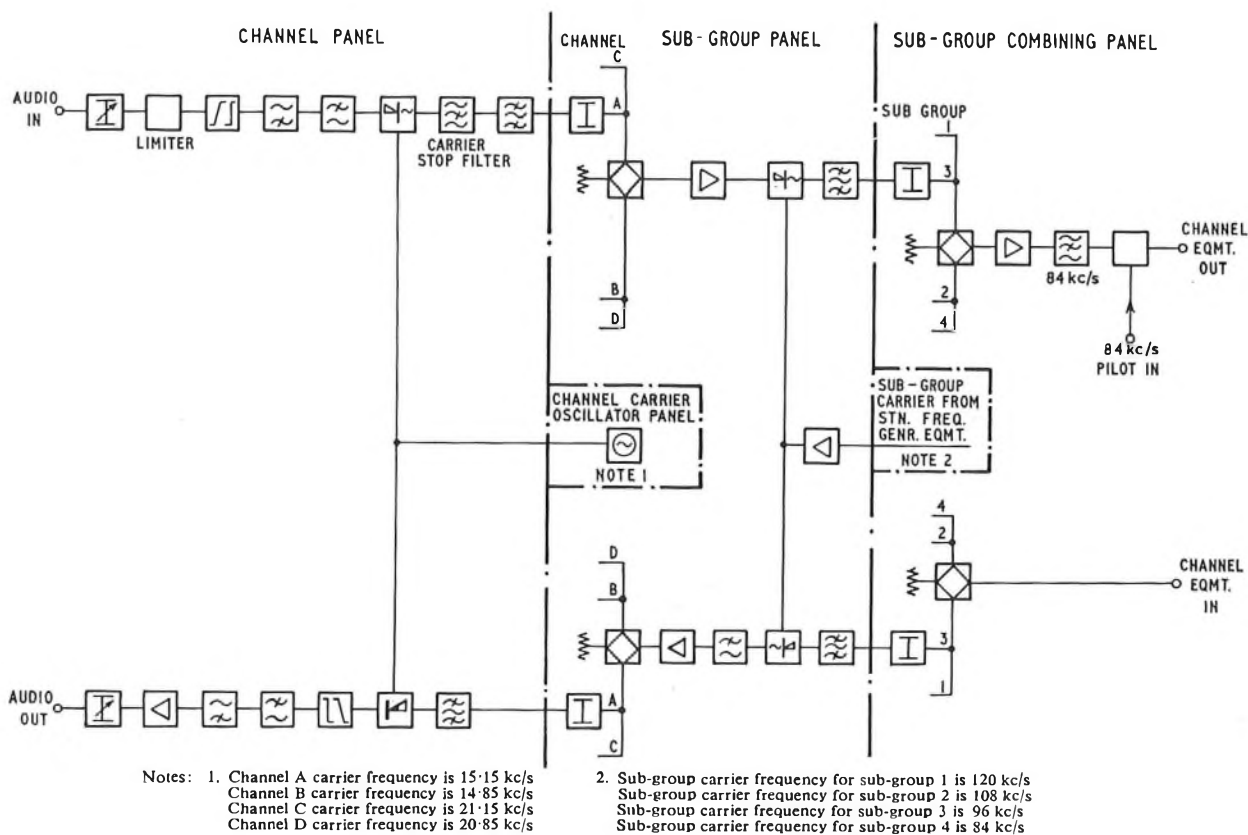 CHANNEL PANEL
CHANNEL
SUB-GROUP PANEL
SUB-GROUP COMBINING PANEL
C
AUDIO
IN
LIMITER
CARRIER
STOP FILTER
A
B
D
SUB GROUP
1
3
2
4
84 kc/s
CHANNEL
EQMT.
OUT
84 kc/s
PILOT IN
CHANNEL CARRIER
OSCILLATOR PANEL
NOTE 1
SUB-GROUP
CARRIER FROM
STN. FREQ.
GENR. EQMT.
NOTE 2
D
B
A
C
4
2
3
1
CHANNEL
EQMT.
IN
AUDIO
OUT
Notes: 1. Channel A carrier frequency is 15·15 kc/s
Channel B carrier frequency is 14·85 kc/s
Channel C carrier frequency is 21·15 kc/s
Channel D carrier frequency is 20·85 kc/s
2. Sub-group carrier frequency for sub-group 1 is 120 kc/s
Sub-group carrier frequency for sub-group 2 is 108 kc/s
Sub-group carrier frequency for sub-group 3 is 96 kc/s
Sub-group carrier frequency for sub-group 4 is 84 kc/s